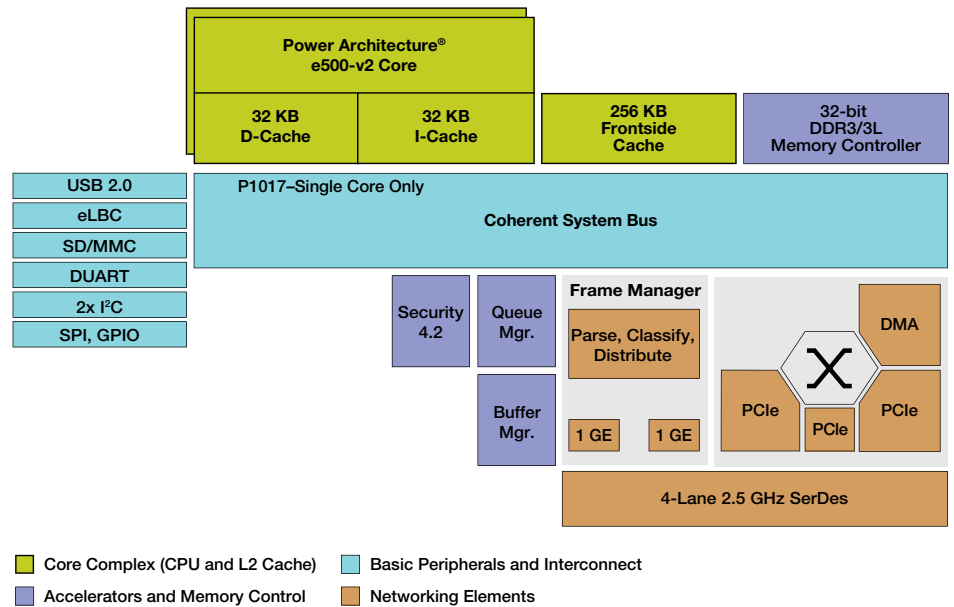 Power Architecture®
e500-v2 Core
32 KB
D-Cache
32 KB
I-Cache
256 KB
Frontside
Cache
32-bit
DDR3/3L
Memory Controller
USB 2.0
eLBC
SD/MMC
DUART
2x I²C
SPI, GPIO
P1017–Single Core Only
Coherent System Bus
Security
4.2
Queue
Mgr.
Buffer
Mgr.
Frame Manager
Parse, Classify,
Distribute
1 GE
1 GE
DMA
PCIe
PCIe
PCIe
4-Lane 2.5 GHz SerDes
Core Complex (CPU and L2 Cache)
Basic Peripherals and Interconnect
Accelerators and Memory Control
Networking Elements